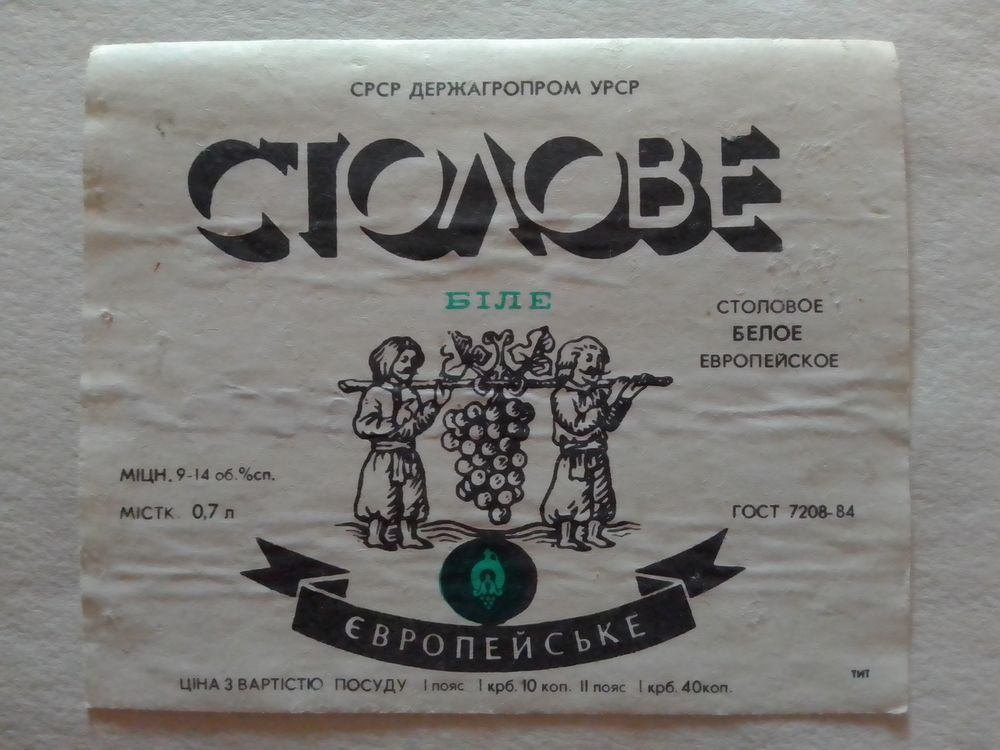 СРСР ДЕРЖАГРОПРОМ УРСР
СТОЛОВЕ
БІЛЕ
СТОЛОВОЕ
БЕЛОЕ
ЕВРОПЕЙСКОЕ
МІЦН. 9-14 об.%сп.
МІСТК. 0,7 л
ГОСТ 7208-84
ЄВРОПЕЙСЬКЕ
ЦІНА З ВАРТІСТЮ ПОСУДУ I пояс 1 крб. 10 коп. II пояс 1 крб. 40коп.
ТИТ